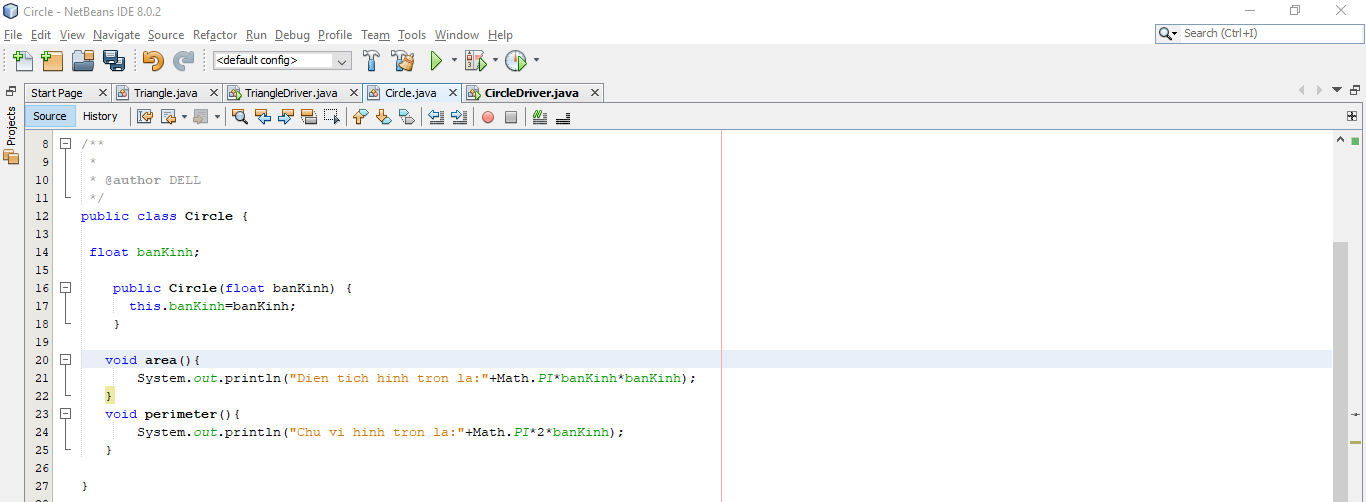 Circle - NetBeans IDE 8.0.2
File Edit View Navigate Source Refactor Run Debug Profile Team Tools Window Help
Search (Ctrl+I)
<default config>
Start Page Triangle.java TriangleDriver.java Circle.java CircleDriver.java
Projects
Source History
8 /**
9 *
10 * @author DELL
11 */
12 public class Circle {
13
14 float banKinh;
15
16 public Circle(float banKinh) {
17 this.banKinh=banKinh;
18 }
19
20 void area(){
21 System.out.println("Dien tich hinh tron la:"+Math.PI*banKinh*banKinh);
22 }
23 void perimeter(){
24 System.out.println("Chu vi hinh tron la:"+Math.PI*2*banKinh);
25 }
26
27 }